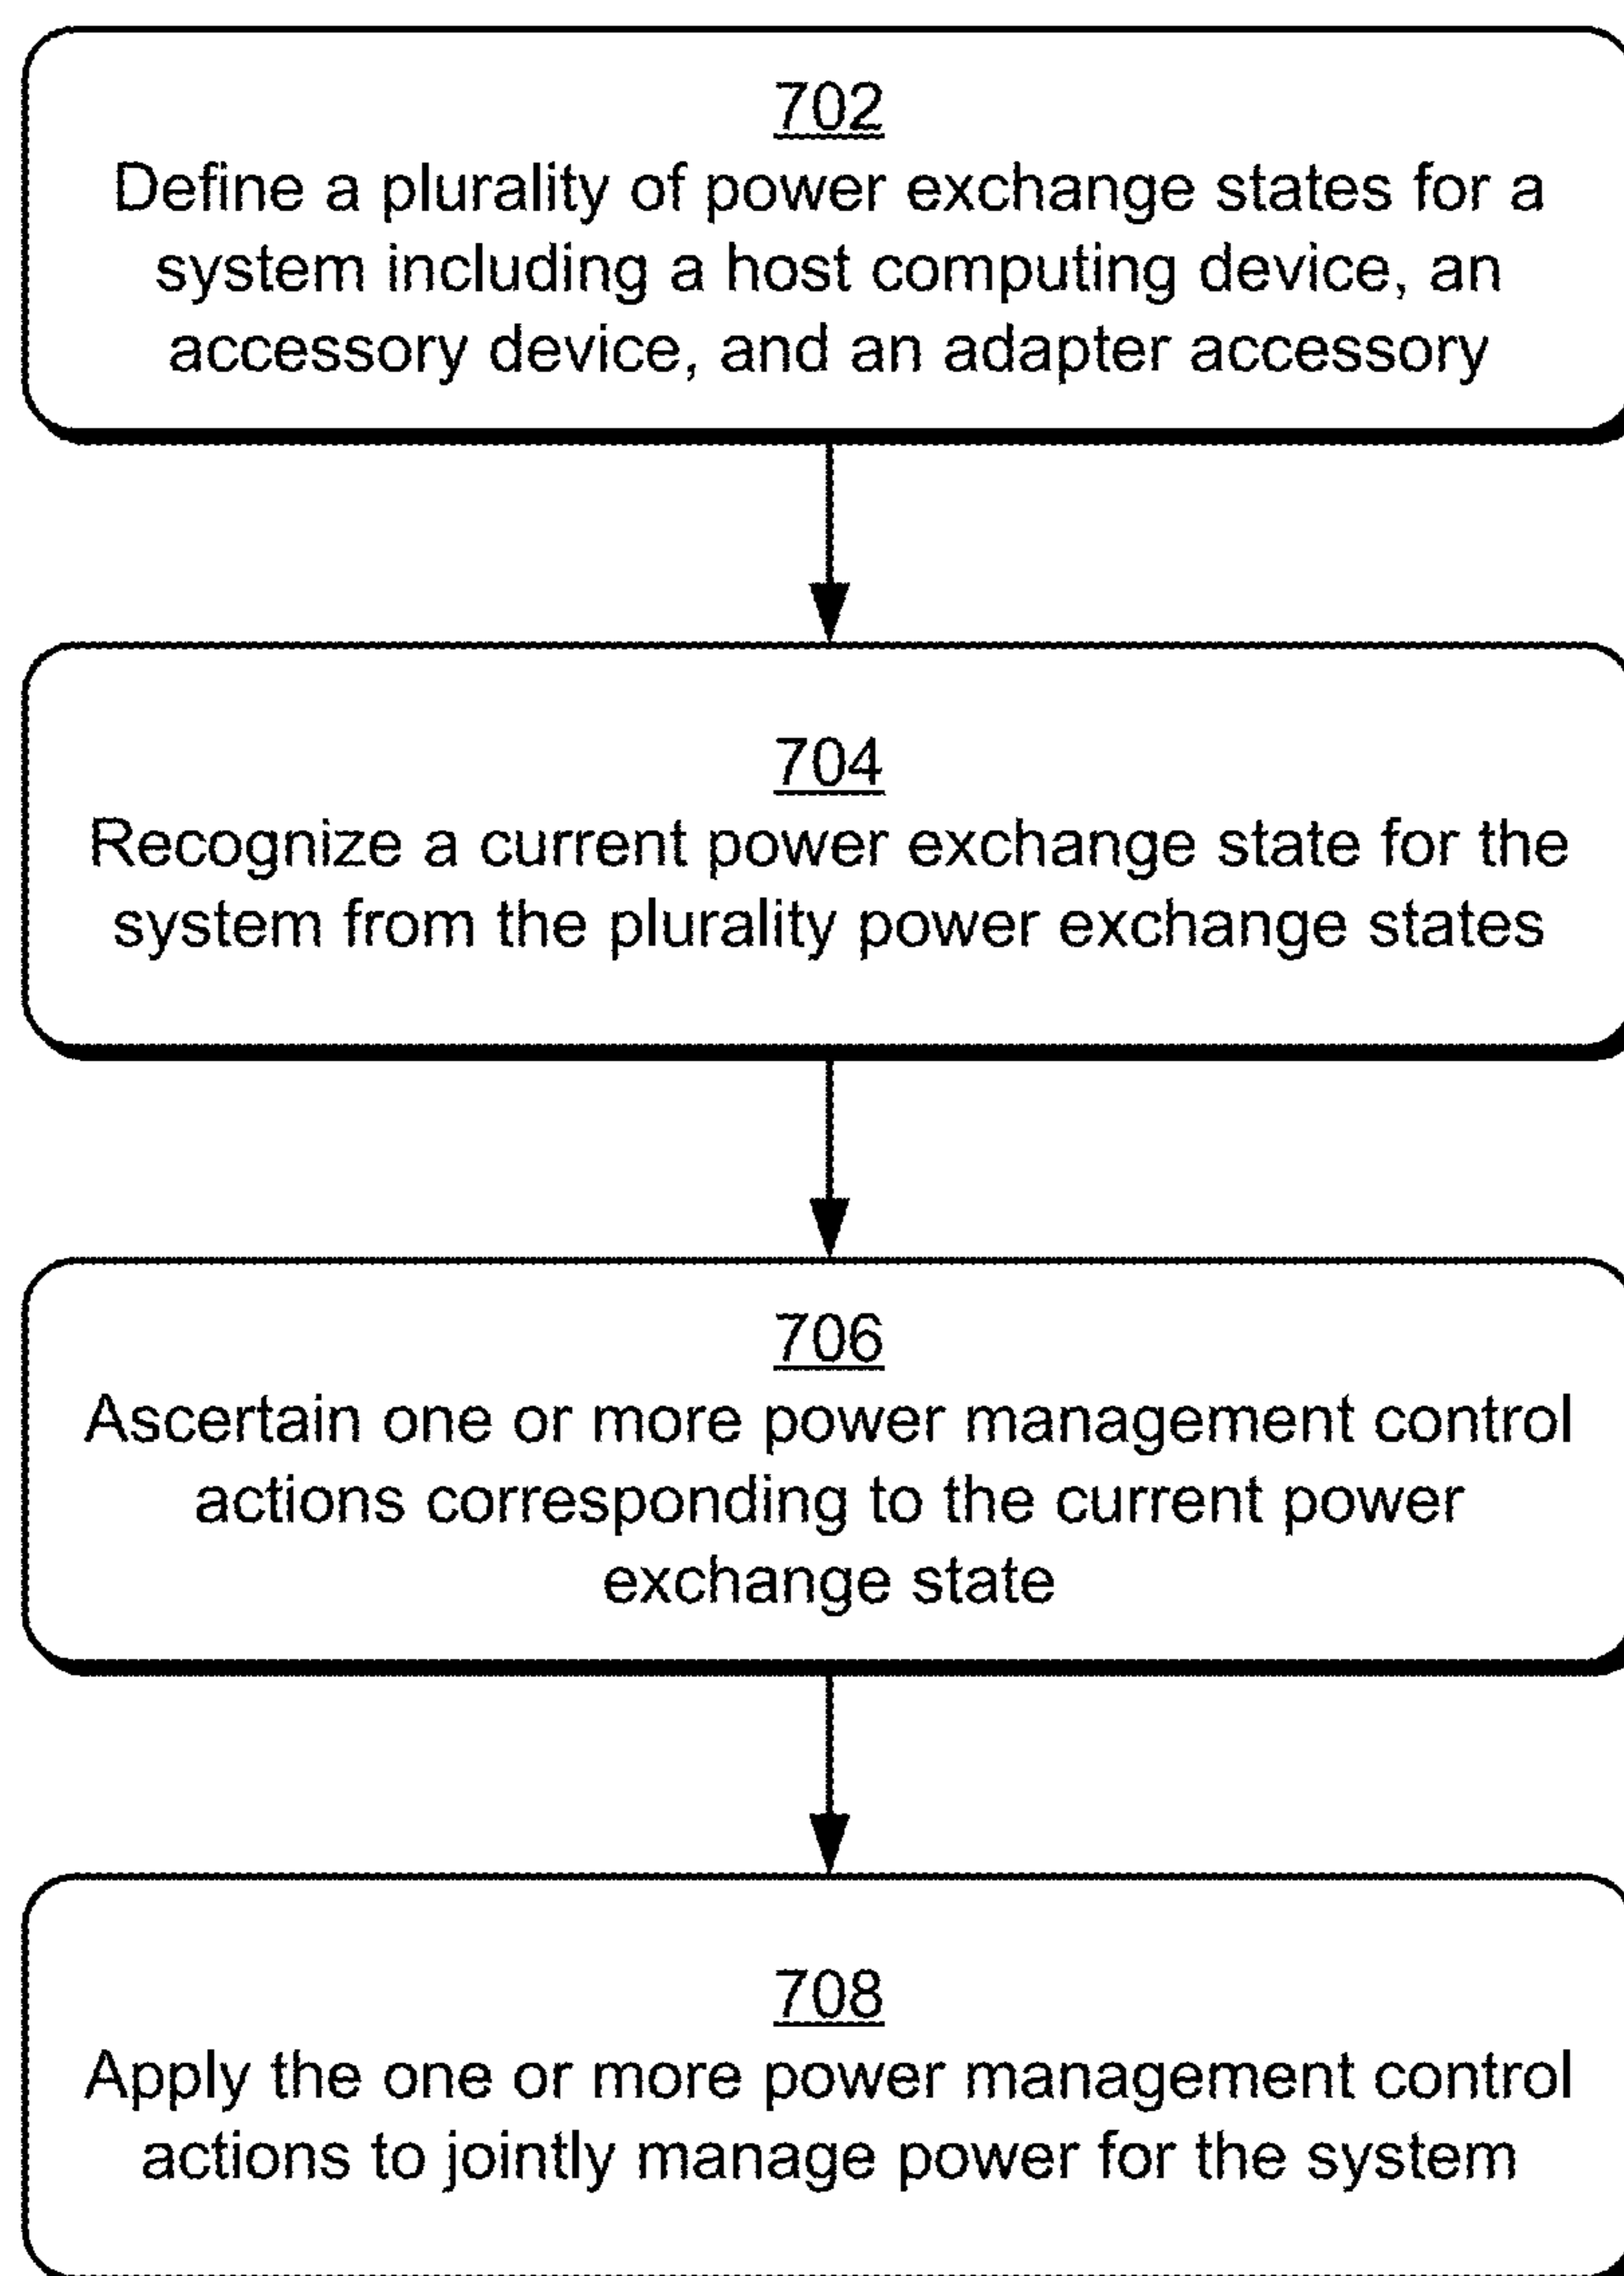 702
Define a plurality of power exchange states for a
system including a host computing device, an
accessory device, and an adapter accessory
704
Recognize a current power exchange state for the
system from the plurality power exchange states
706
Ascertain one or more power management control
actions corresponding to the current power
exchange state
708
Apply the one or more power management control
actions to jointly manage power for the system